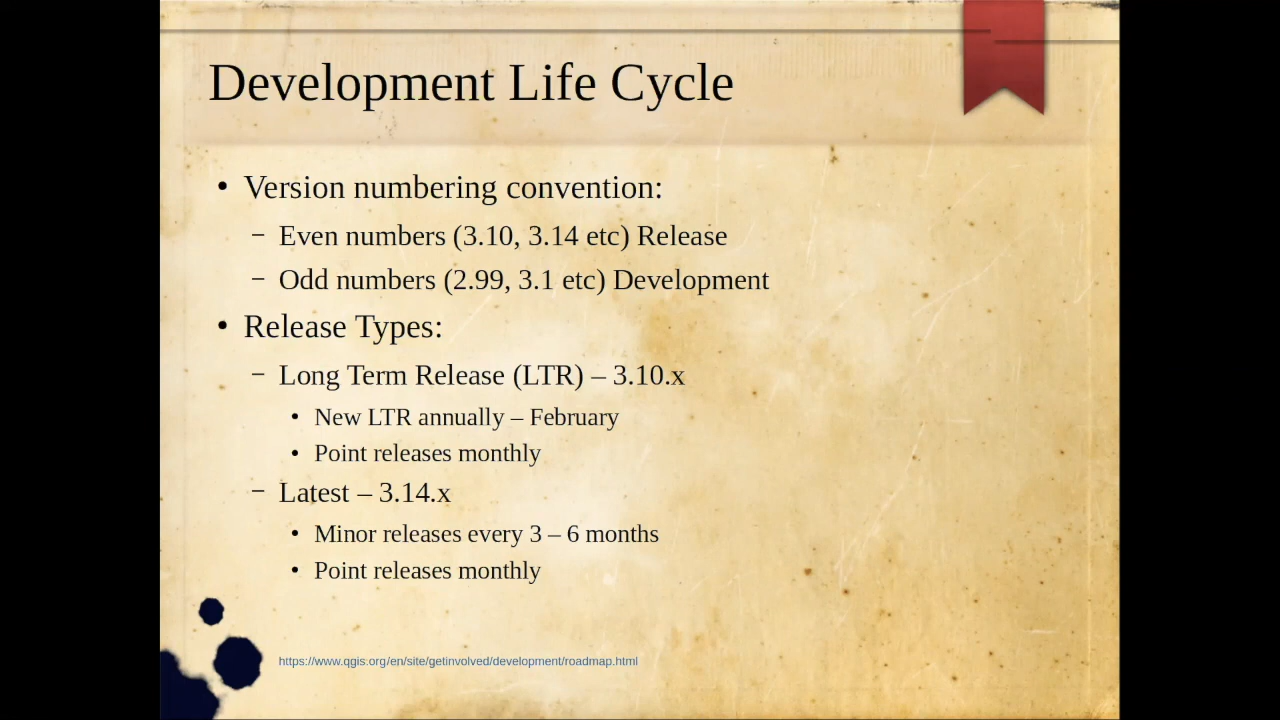 Development Life Cycle
• Version numbering convention:
– Even numbers (3.10, 3.14 etc) Release
– Odd numbers (2.99, 3.1 etc) Development
• Release Types:
– Long Term Release (LTR) – 3.10.x
• New LTR annually – February
• Point releases monthly
– Latest – 3.14.x
• Minor releases every 3 – 6 months
• Point releases monthly
https://www.qgis.org/en/site/getinvolved/development/roadmap.html